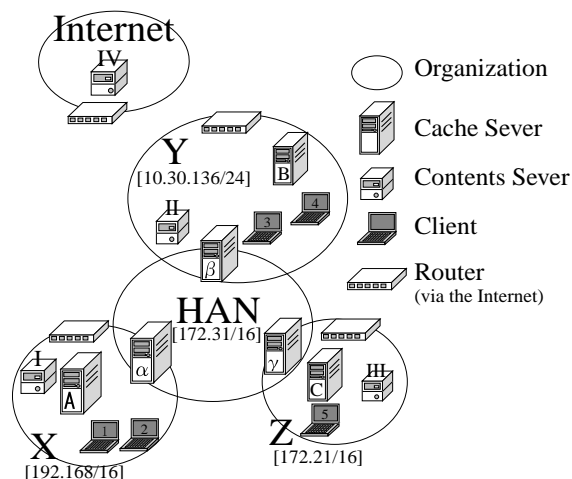 Internet
IV
Organization
Cache Sever
Y
[10.30.136/24]
B
Contents Sever
II
3
4
Client
β
Router
(via the Internet)
HAN
[172.31/16]
I
A
α
γ
C
III
1
2
5
X
[192.168/16]
Z
[172.21/16]